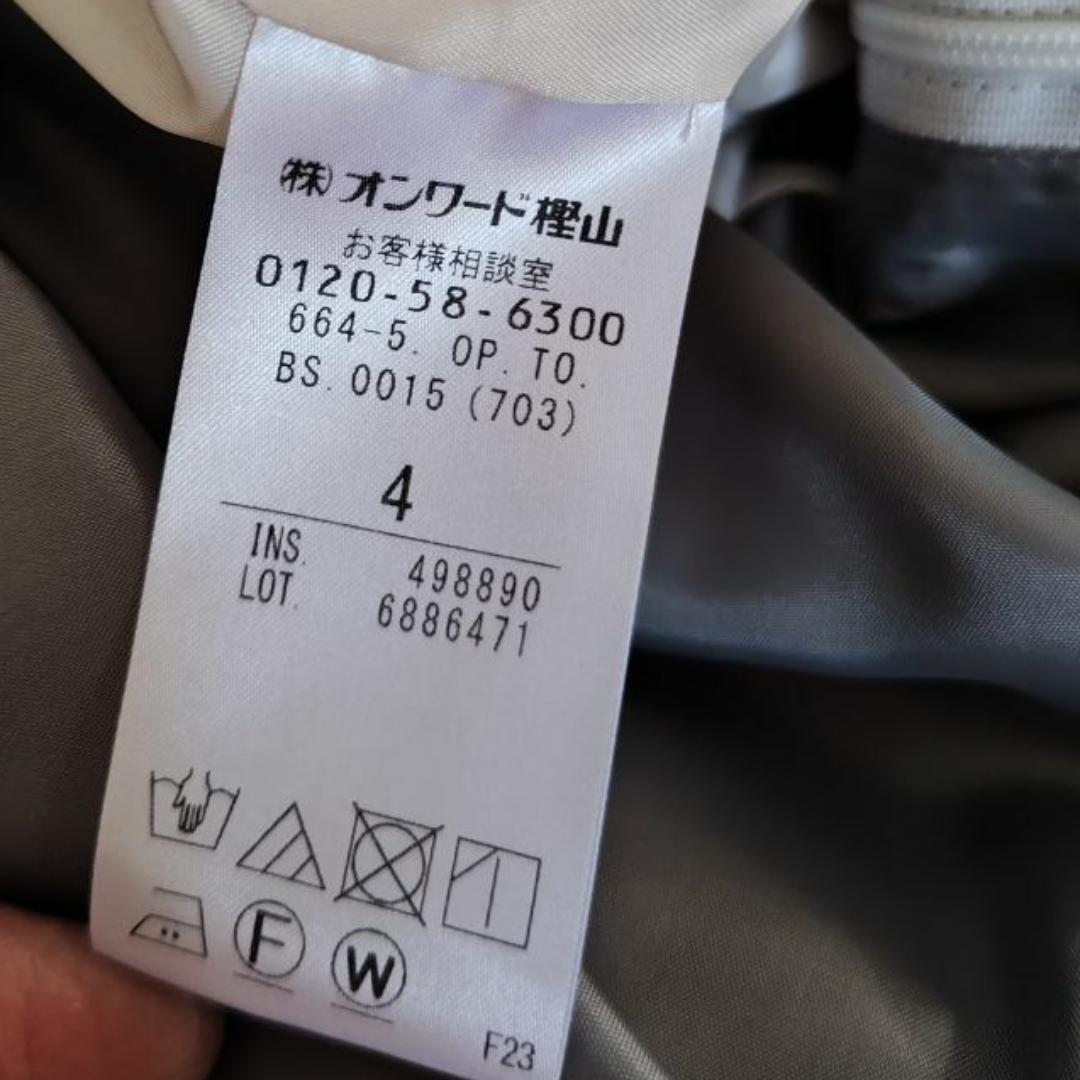 ㈱オンワード樫山
お客様相談室
0120-58-6300
664-5. OP. TO.
BS. 0015 (703)
4
INS. 498890
LOT. 6886471
F
W
F23